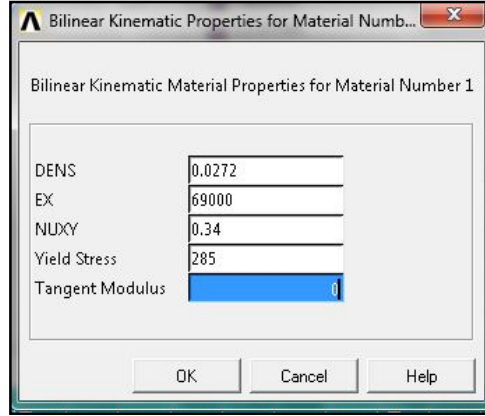 Bilinear Kinematic Properties for Material Numb...
Bilinear Kinematic Material Properties for Material Number 1
DENS 0.0272
EX 69000
NUXY 0.34
Yield Stress 285
Tangent Modulus 0
OK Cancel Help